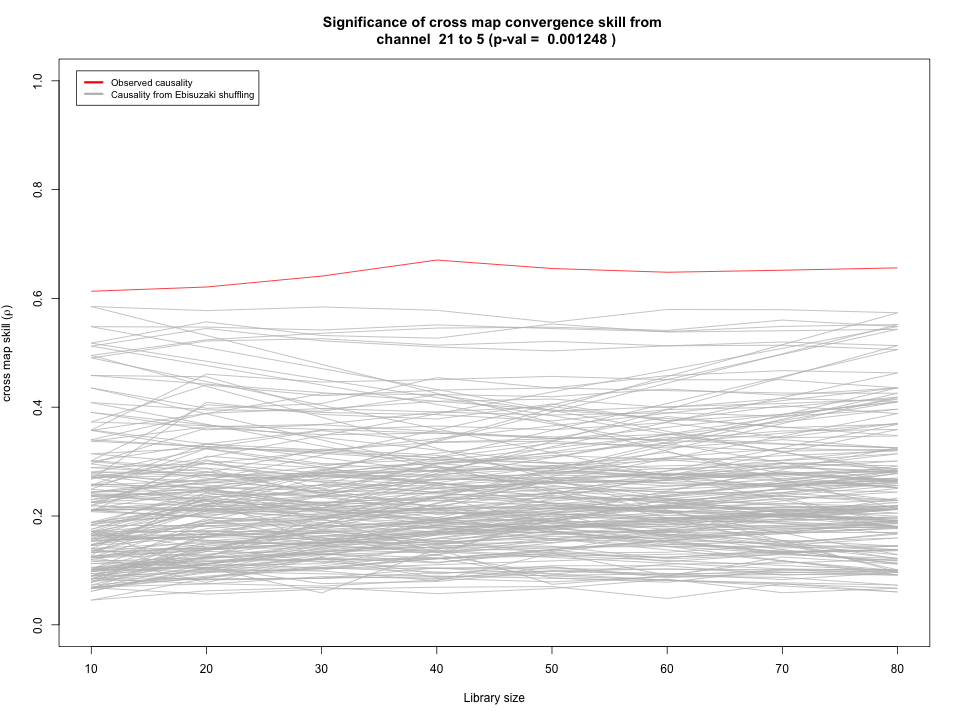 Significance of cross map convergence skill from
channel  21 to 5 (p-val =  0.001248 )
Observed causality
Causality from Ebisuzaki shuffling
cross map skill (ρ)
1.0
0.8
0.6
0.4
0.2
0.0
10 20 30 40 50 60 70 80
Library size